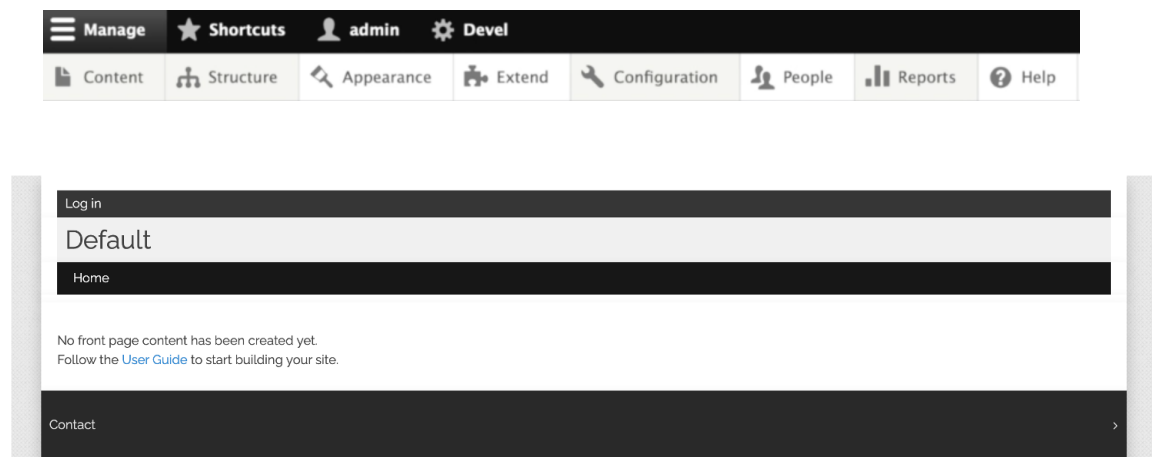 Manage Shortcuts admin Devel
Content Structure Appearance Extend Configuration People Reports Help
Log in
Default
Home
No front page content has been created yet.
Follow the User Guide to start building your site.
Contact